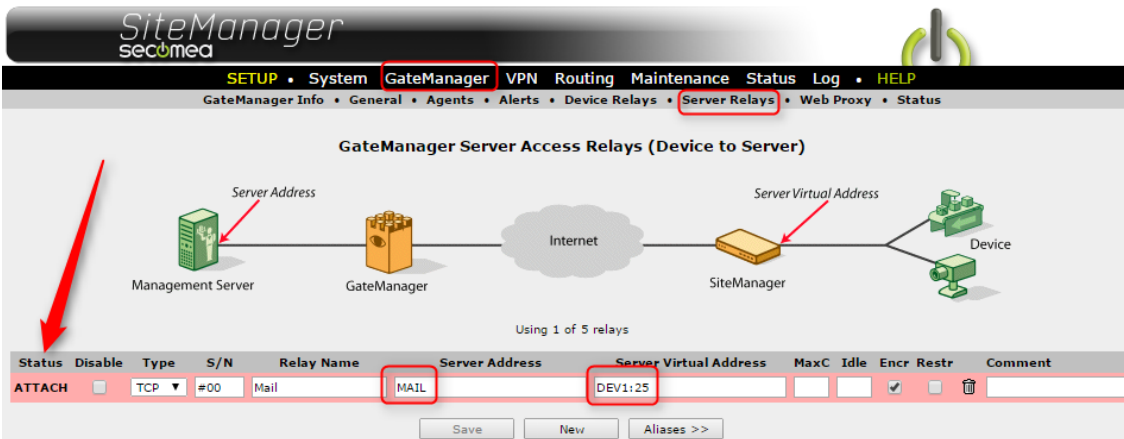 SiteManager
secomea
SETUP • System GateManager VPN Routing Maintenance Status Log • HELP
GateManager Info • General • Agents • Alerts • Device Relays • Server Relays • Web Proxy • Status
GateManager Server Access Relays (Device to Server)
Server Address
Server Virtual Address
Internet
Device
Management Server
GateManager
SiteManager
Using 1 of 5 relays
Status Disable Type S/N Relay Name Server Address Server Virtual Address MaxC Idle Encr Restr Comment
ATTACH TCP #00 Mail MAIL DEV1:25
Save New Aliases >>